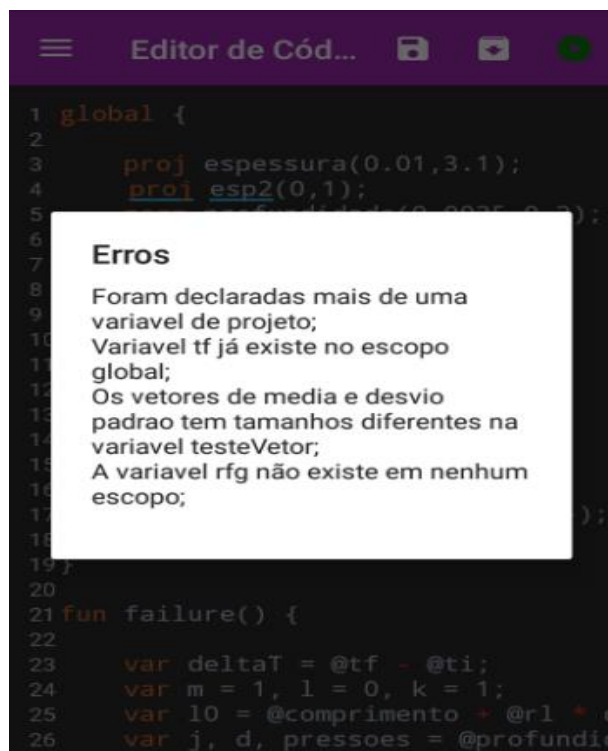 Editor de Cód...
1 global {
2
3 proj espessura(0.01,3.1);
4 proj esp2(0,1);
5 );
6
7
8
9
10
11
12
13
14
15
16
17 );
18
19 }
20
21 fun failure() {
22
23 var deltaT = @tf - @ti;
24 var m = 1, l = 0, k = 1;
25 var lO = @comprimento + @rl *
26 var j, d, pressoes =
Erros
Foram declaradas mais de uma
variavel de projeto;
Variavel tf já existe no escopo
global;
Os vetores de media e desvio
padrao tem tamanhos diferentes na
variavel testeVetor;
A variavel rfg não existe em nenhum
escopo;